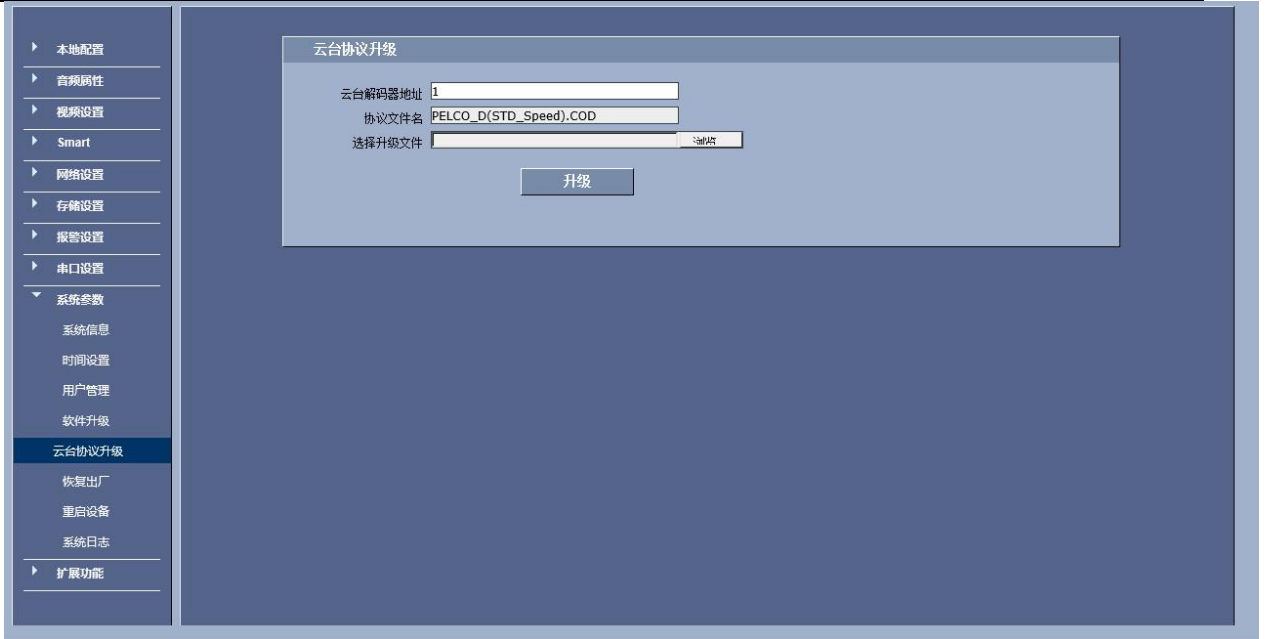 本地配置
音频属性
视频设置
Smart
网络设置
存储设置
报警设置
串口设置
系统参数
系统信息
时间设置
用户管理
软件升级
云台协议升级
恢复出厂
重启设备
系统日志
扩展功能
云台协议升级
云台解码器地址 1
协议文件名 PELCO_D(STD_Speed).COD
选择升级文件 浏览
升级